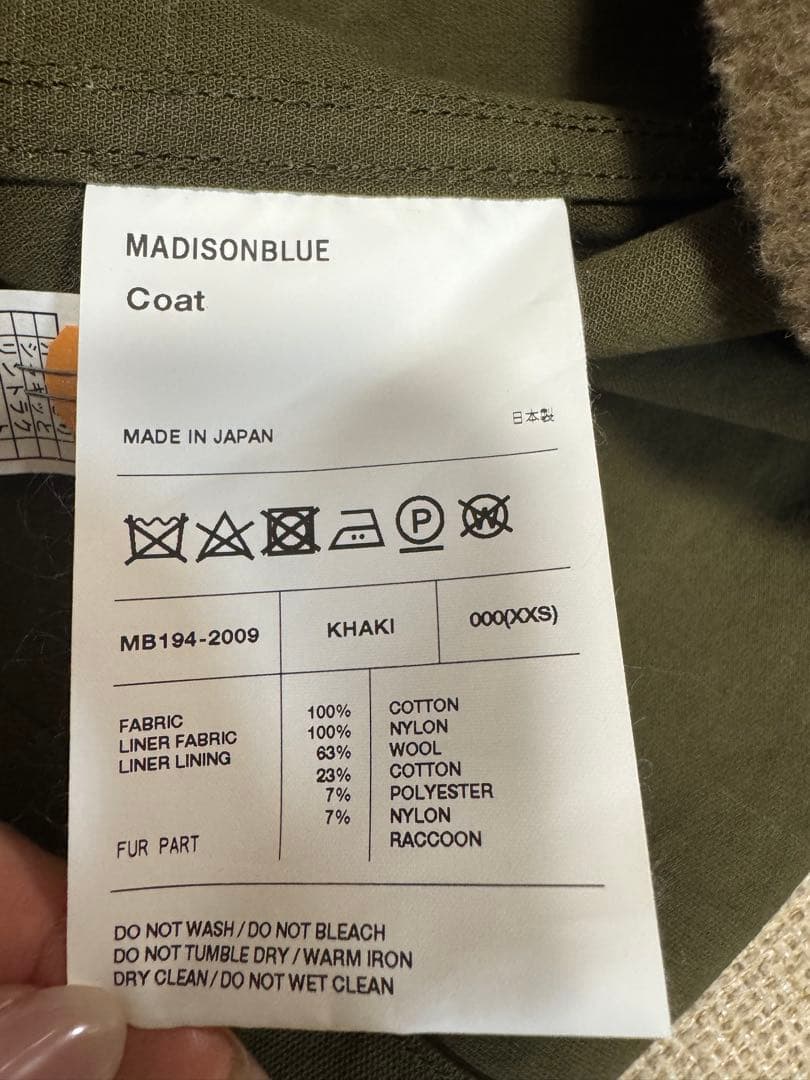 MADISONBLUE
Coat
日本製
MADE IN JAPAN
P W
MB194-2009 KHAKI 000(XXS)
FABRIC 100% COTTON
LINER FABRIC 100% NYLON
LINER LINING 63% WOOL
23% COTTON
7% POLYESTER
7% NYLON
FUR PART RACCOON
DO NOT WASH/DO NOT BLEACH
DO NOT TUMBLE DRY/WARM IRON
DRY CLEAN/DO NOT WET CLEAN